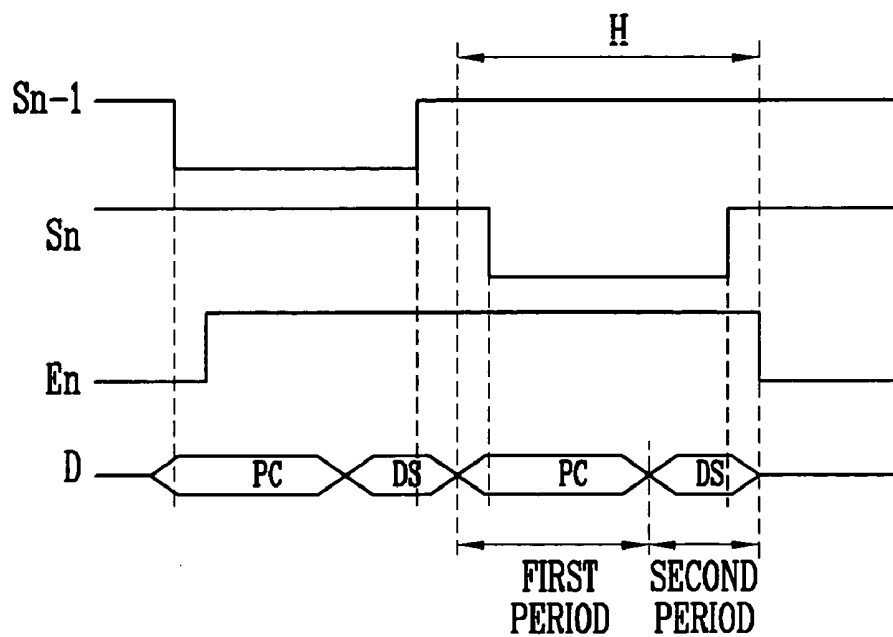 H
Sn-1
Sn
En
D
PC
DS
PC
DS
FIRST
PERIOD
SECOND
PERIOD